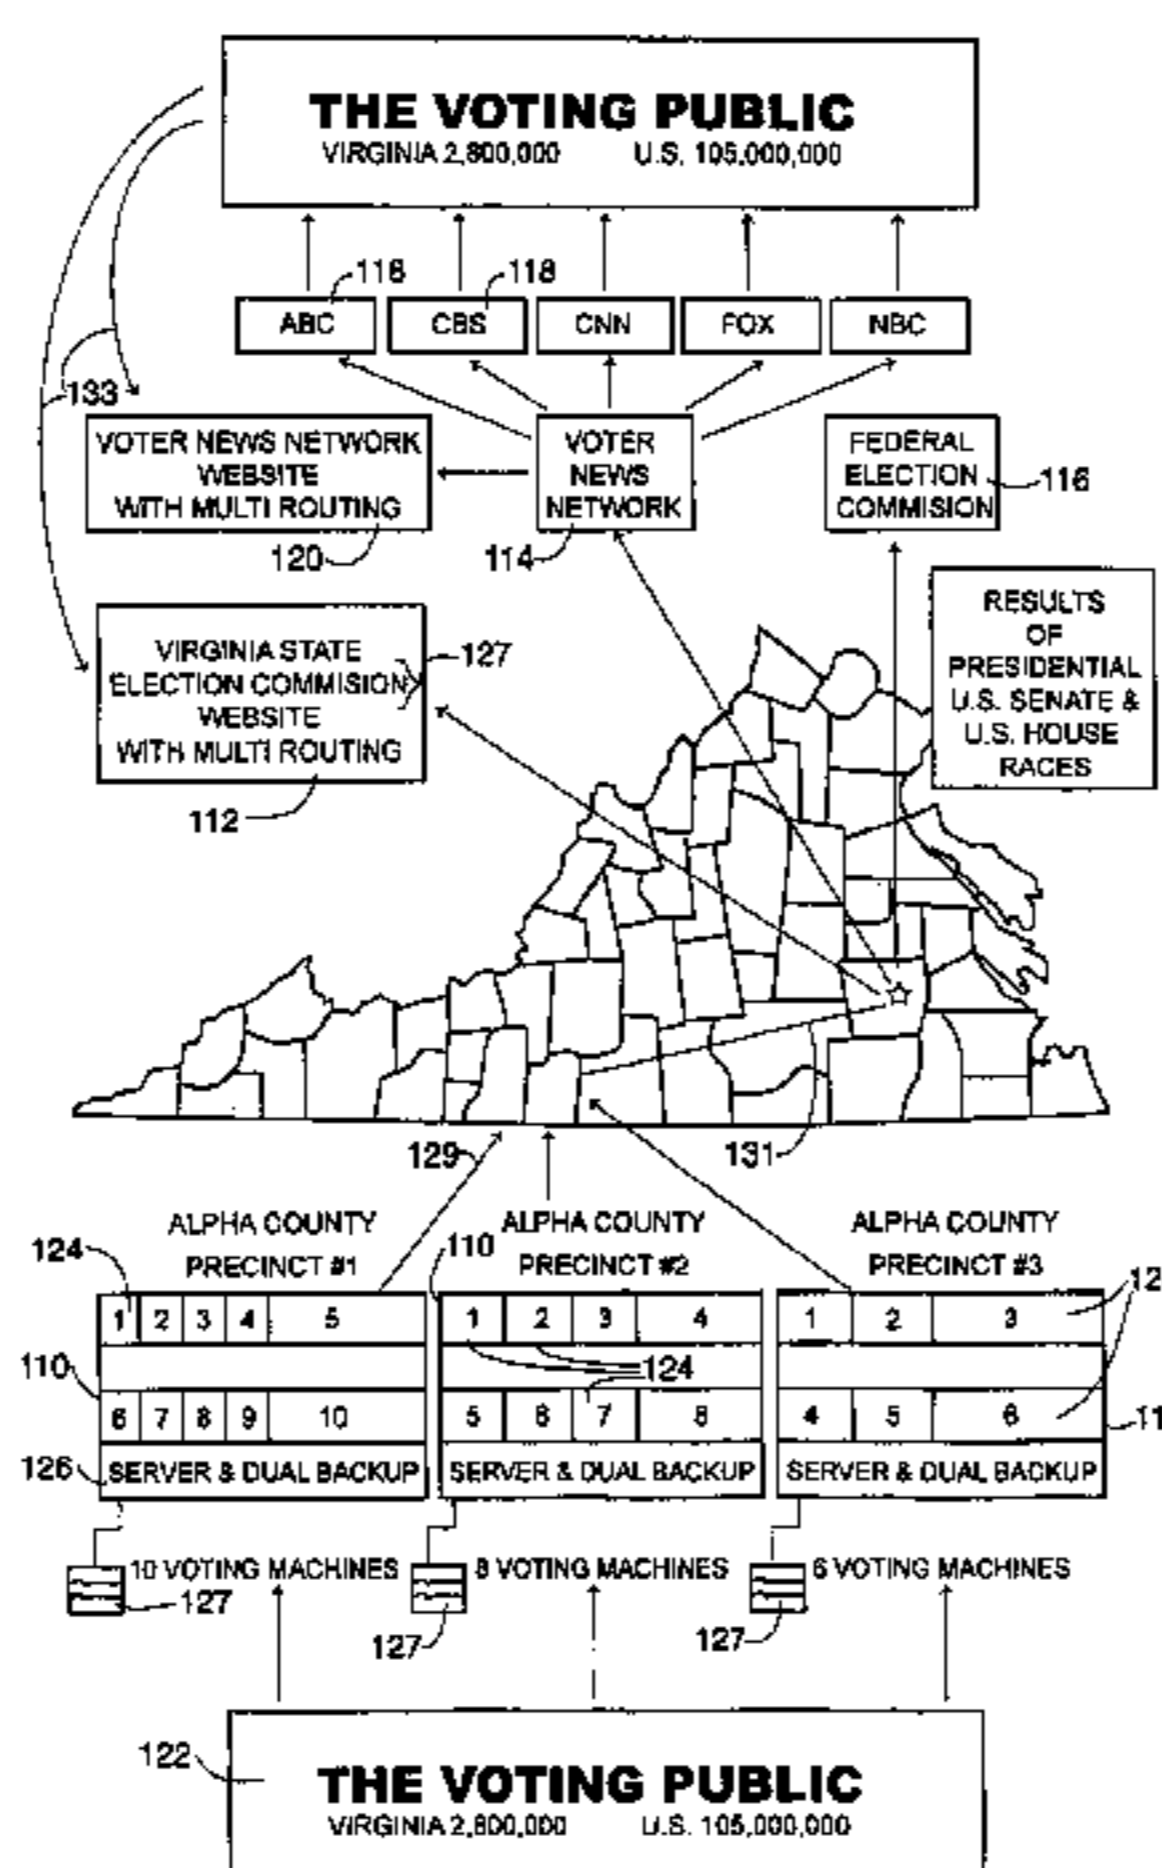 THE VOTING PUBLIC
VIRGINIA 2,800,000 U.S. 105,000,000
118 118
ABC CBS CNN FOX NBC
133
VOTER NEWS NETWORK
WEBSITE
WITH MULTI ROUTING
120
VOTER
NEWS
NETWORK
114
FEDERAL
ELECTION
COMMISION
116
RESULTS
OF
PRESIDENTIAL
U.S. SENATE &
U.S. HOUSE
RACES
VIRGINIA STATE
ELECTION COMMISION
WEBSITE
WITH MULTI ROUTING
127
112
129
131
ALPHA COUNTY
PRECINCT #1
ALPHA COUNTY
PRECINCT #2
ALPHA COUNTY
PRECINCT #3
124
110
12
1 2 3 4 5
1 2 3 4
1 2 3
110
124
6 7 8 9 10
5 6 7 8
4 5 6
11
126
SERVER & DUAL BACKUP
SERVER & DUAL BACKUP
SERVER & DUAL BACKUP
10 VOTING MACHINES
8 VOTING MACHINES
6 VOTING MACHINES
127
127
127
122
THE VOTING PUBLIC
VIRGINIA 2,800,000 U.S. 105,000,000